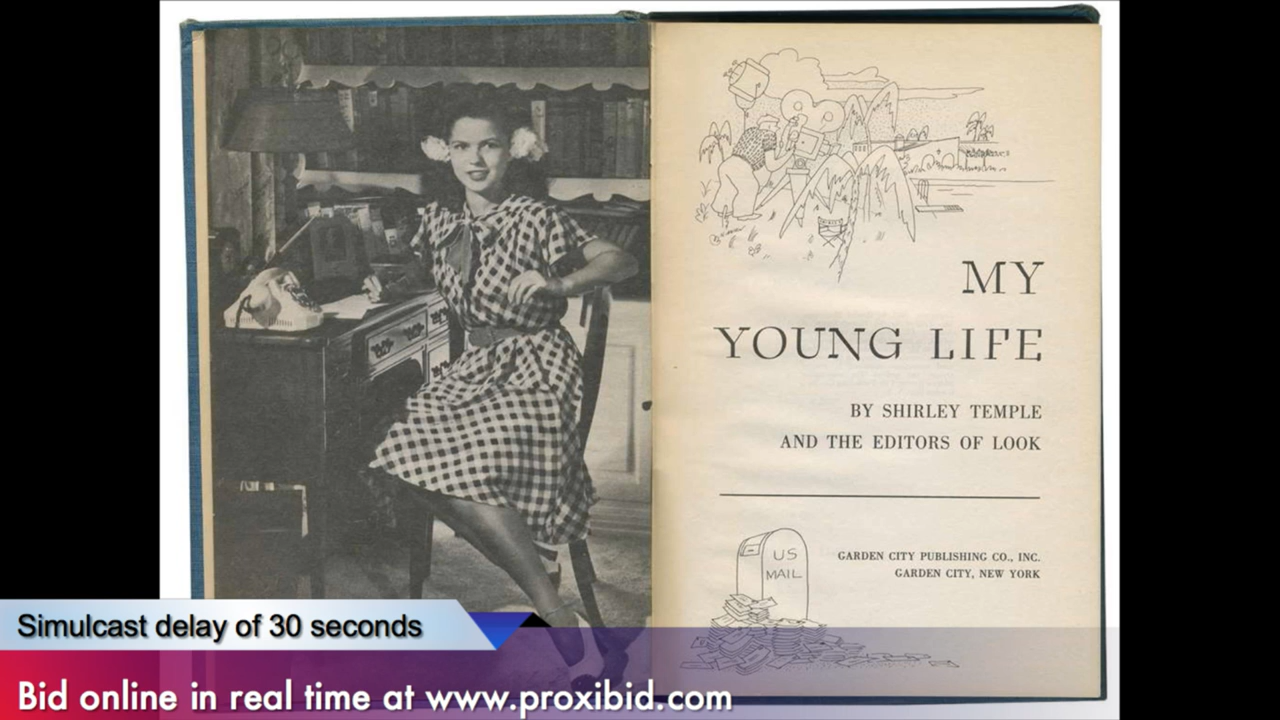 MY
YOUNG LIFE
BY SHIRLEY TEMPLE
AND THE EDITORS OF LOOK
US
MAIL
GARDEN CITY PUBLISHING CO., INC.
GARDEN CITY, NEW YORK
Simulcast delay of 30 seconds
Bid online in real time at www.proxibid.com